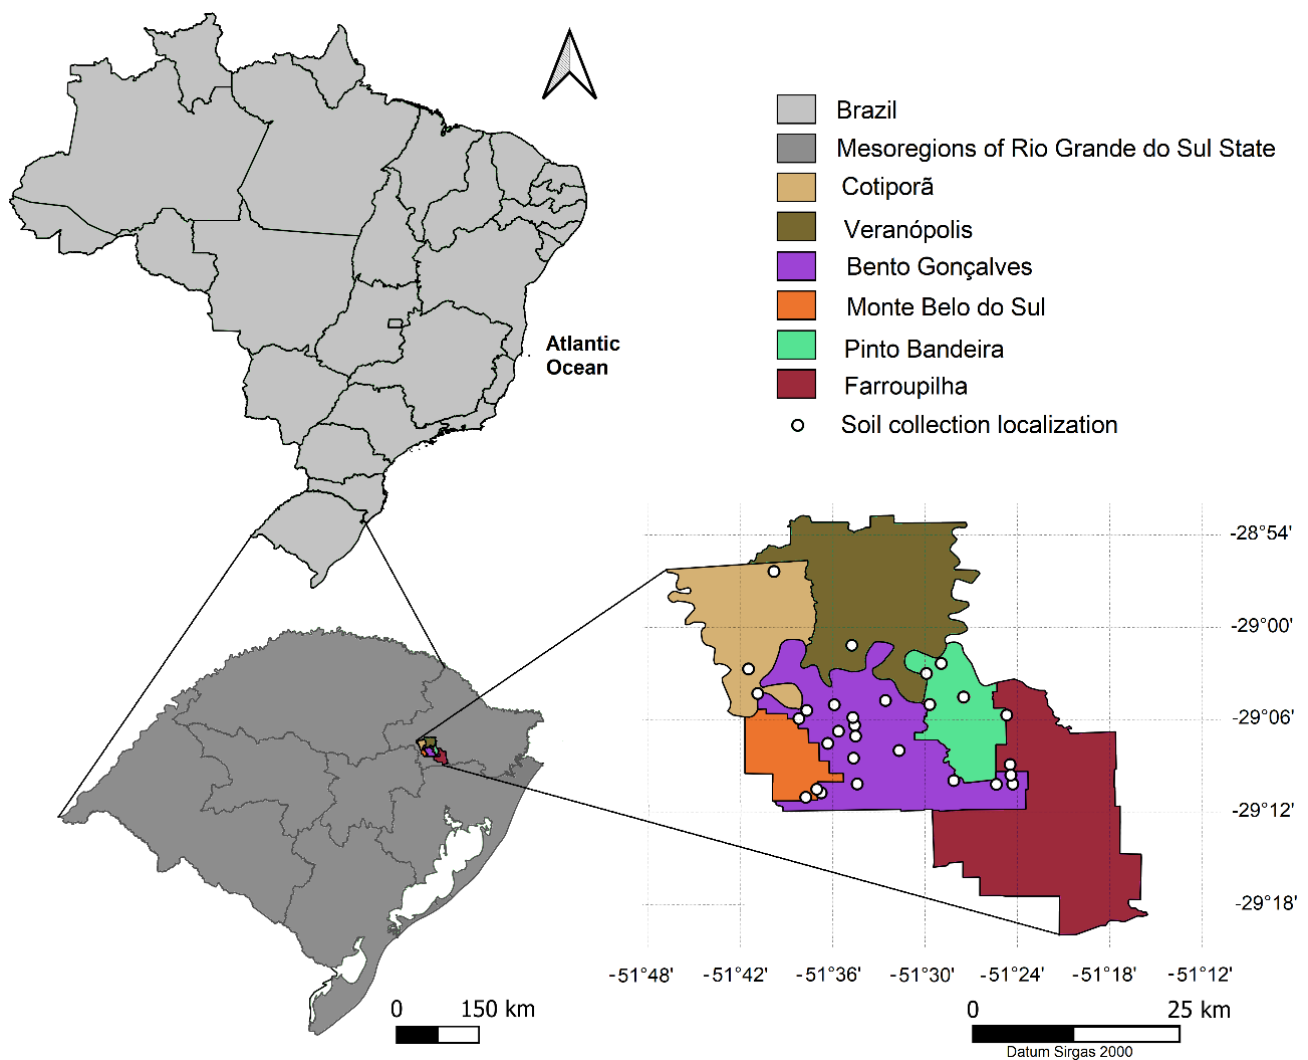 Brazil
Mesoregions of Rio Grande do Sul State
Cotiporã
Veranópolis
Bento Gonçalves
Monte Belo do Sul
Pinto Bandeira
Farroupilha
Soil collection localization
Atlantic
Ocean
-28°54'
-29°00'
-29°06'
-29°12'
-29°18'
-51°48' -51°42' -51°36' -51°30' -51°24' -51°18' -51°12'
0 150 km
0 25 km
Datum Sirgas 2000